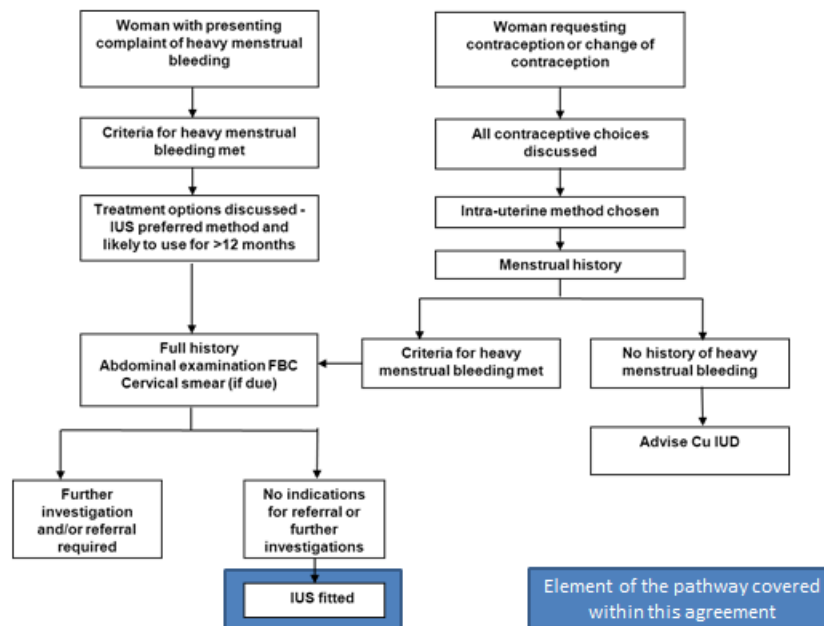 Woman with presenting
complaint of heavy menstrual
bleeding
Criteria for heavy menstrual
bleeding met
Treatment options discussed -
IUS preferred method and
likely to use for >12 months
Full history
Abdominal examination FBC
Cervical smear (if due)
Further
investigation
and/or referral
required
No indications
for referral or
further
investigations
IUS fitted
Woman requesting
contraception or change of
contraception
All contraceptive choices
discussed
Intra-uterine method chosen
Menstrual history
Criteria for heavy
menstrual bleeding met
No history of heavy
menstrual bleeding
Advise Cu IUD
Element of the pathway covered
within this agreement